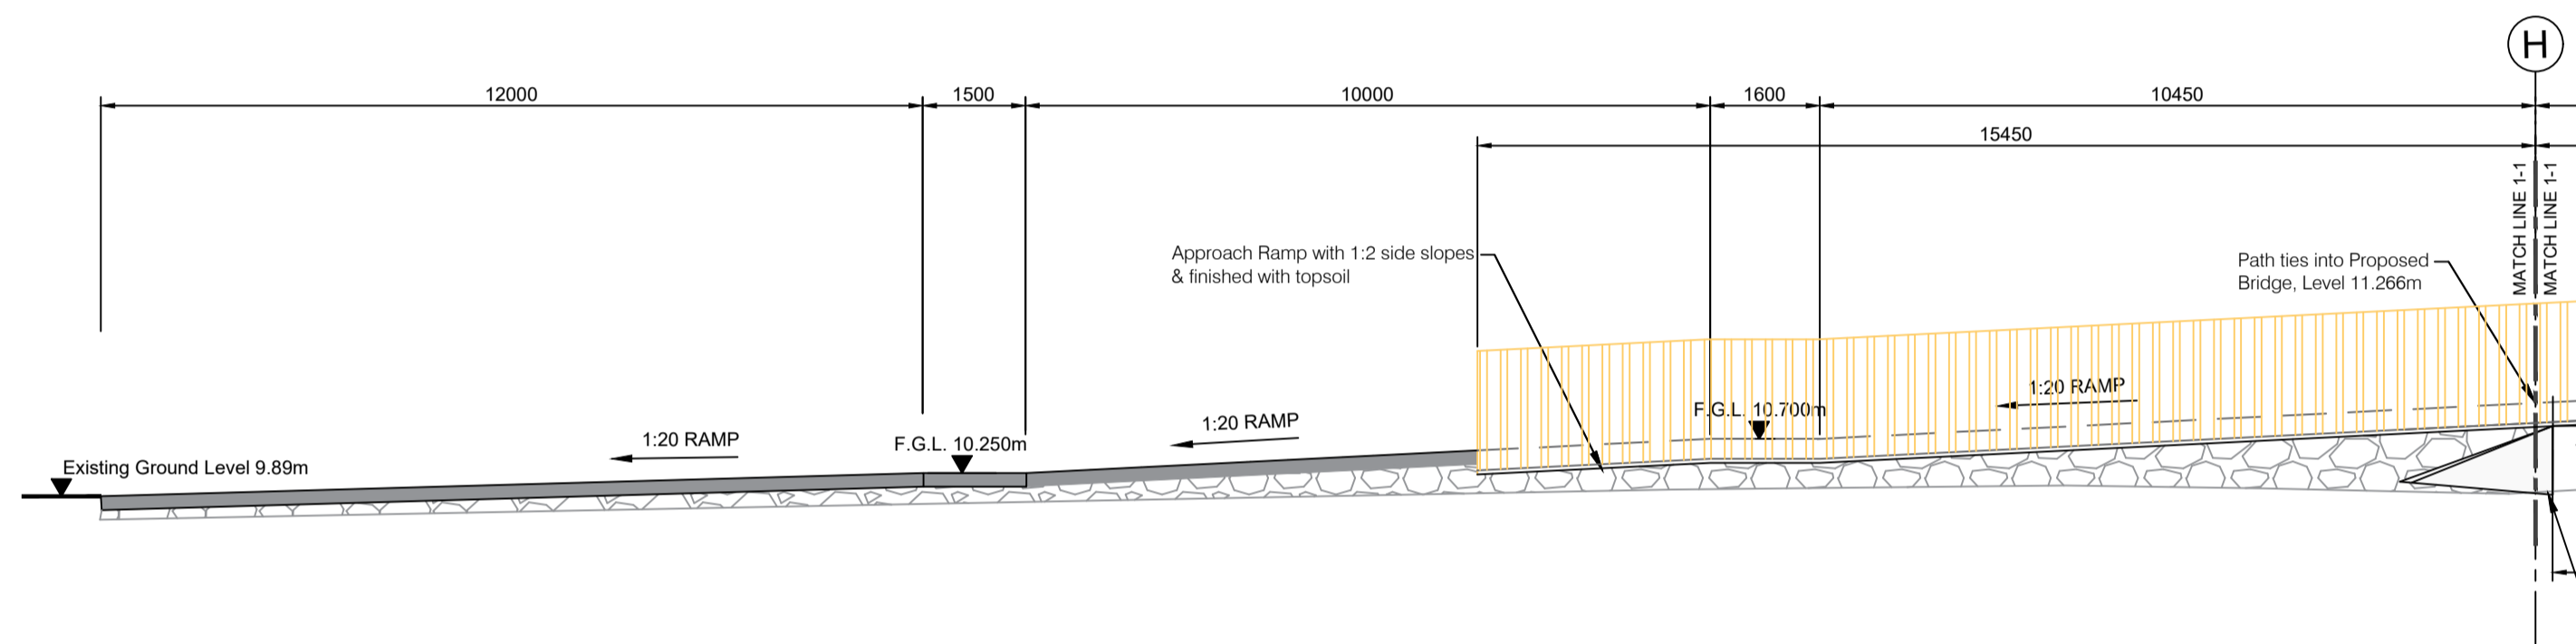 H
12000
1500
10000
1600
10450
15450
MATCH LINE 1-1
MATCH LINE 1-1
Approach Ramp with 1:2 side slopes
& finished with topsoil
Path ties into Proposed
Bridge, Level 11.266m
1:20 RAMP
F.G.L. 10.700m
1:20 RAMP
1:20 RAMP
F.G.L. 10.250m
Existing Ground Level 9.89m